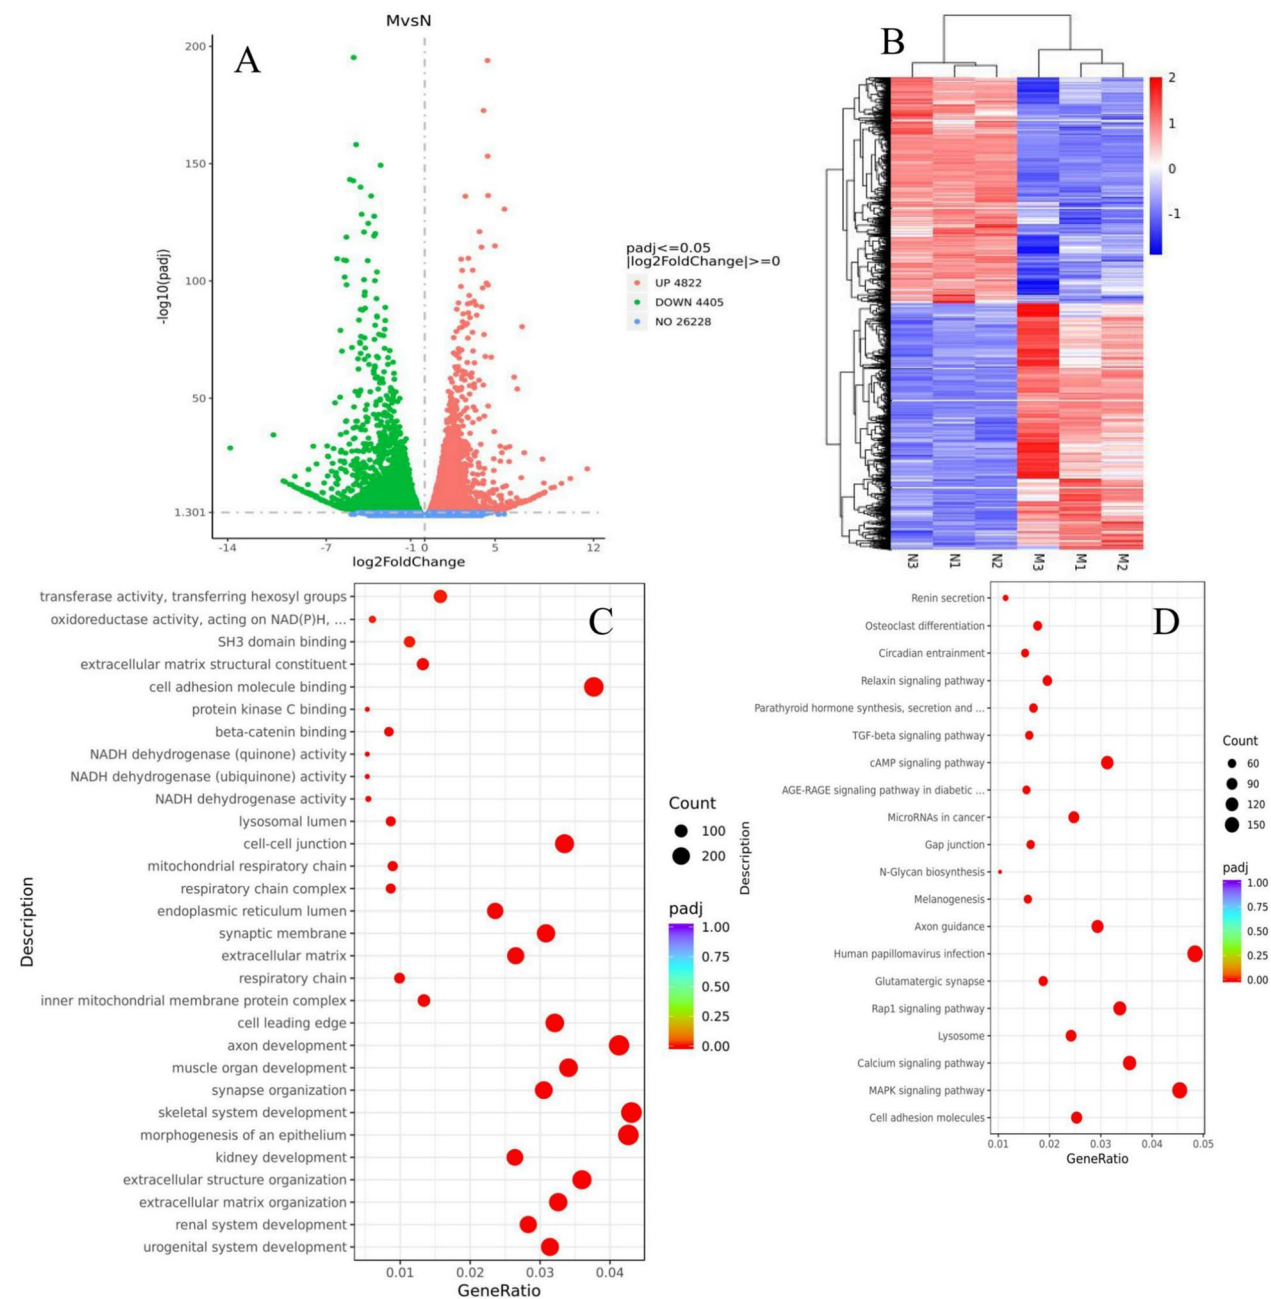 MvsN
A
200
150
100
50
1.301
-log10(padj)
-14
-7
-1
0
5
12
log2FoldChange
padj<=0.05
|log2FoldChange|>=0
UP 4822
DOWN 4405
NO 26228
B
2
1
0
-1
N3
N1
N2
M3
M1
M2
C
transferase activity, transferring hexosyl groups
oxidoreductase activity, acting on NAD(P)H, ...
SH3 domain binding
extracellular matrix structural constituent
cell adhesion molecule binding
protein kinase C binding
beta-catenin binding
NADH dehydrogenase (quinone) activity
NADH dehydrogenase (ubiquinone) activity
NADH dehydrogenase activity
lysosomal lumen
cell-cell junction
mitochondrial respiratory chain
respiratory chain complex
endoplasmic reticulum lumen
synaptic membrane
extracellular matrix
respiratory chain
inner mitochondrial membrane protein complex
cell leading edge
axon development
muscle organ development
synapse organization
skeletal system development
morphogenesis of an epithelium
kidney development
extracellular structure organization
extracellular matrix organization
renal system development
urogenital system development
Description
0.01
0.02
0.03
0.04
GeneRatio
Count
100
200
padj
1.00
0.75
0.50
0.25
0.00
D
Renin secretion
Osteoclast differentiation
Circadian entrainment
Relaxin signaling pathway
Parathyroid hormone synthesis, secretion and ...
TGF-beta signaling pathway
cAMP signaling pathway
AGE-RAGE signaling pathway in diabetic ...
MicroRNAs in cancer
Gap junction
N-Glycan biosynthesis
Melanogenesis
Axon guidance
Human papillomavirus infection
Glutamatergic synapse
Rap1 signaling pathway
Lysosome
Calcium signaling pathway
MAPK signaling pathway
Cell adhesion molecules
Description
0.01
0.02
0.03
0.04
0.05
GeneRatio
Count
60
90
120
150
padj
1.00
0.75
0.50
0.25
0.00